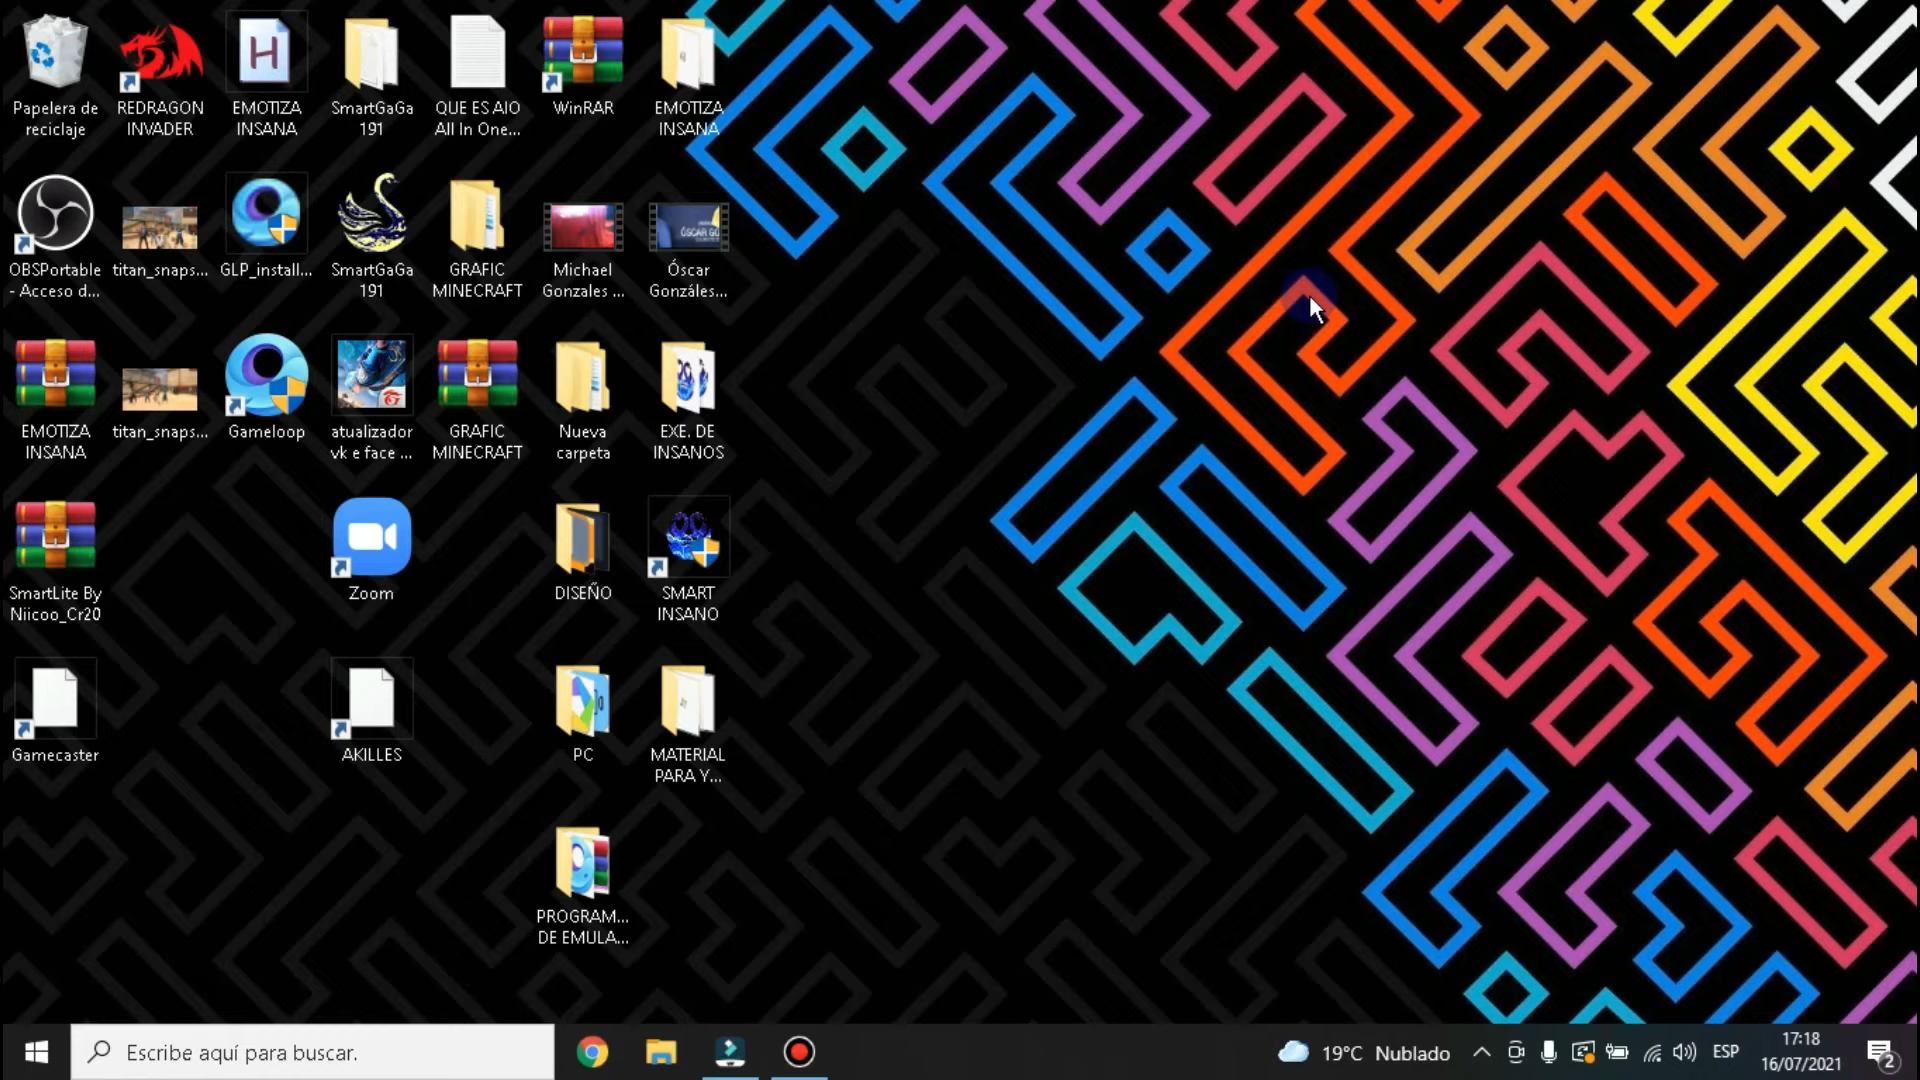 Papelera de
reciclaje
REDRAGON
INVADER
EMOTIZA
INSANA
SmartGaGa
191
QUE ES AIO
All In One...
WinRAR
EMOTIZA
INSANA
OBSPortable
- Acceso d...
titan_snaps...
GLP_install...
SmartGaGa
191
GRAFIC
MINECRAFT
Michael
Gonzales ...
Óscar
Gonzáles...
EMOTIZA
INSANA
titan_snaps...
Gameloop
atualizador
vk e face ...
GRAFIC
MINECRAFT
Nueva
carpeta
EXE. DE
INSANOS
SmartLite By
Niicoo_Cr20
Zoom
DISEÑO
SMART
INSANO
Gamecaster
AKILLES
PC
MATERIAL
PARA Y...
PROGRAM...
DE EMULA...
Escribe aquí para buscar.
19°C Nublado
ESP
17:18
16/07/2021
2